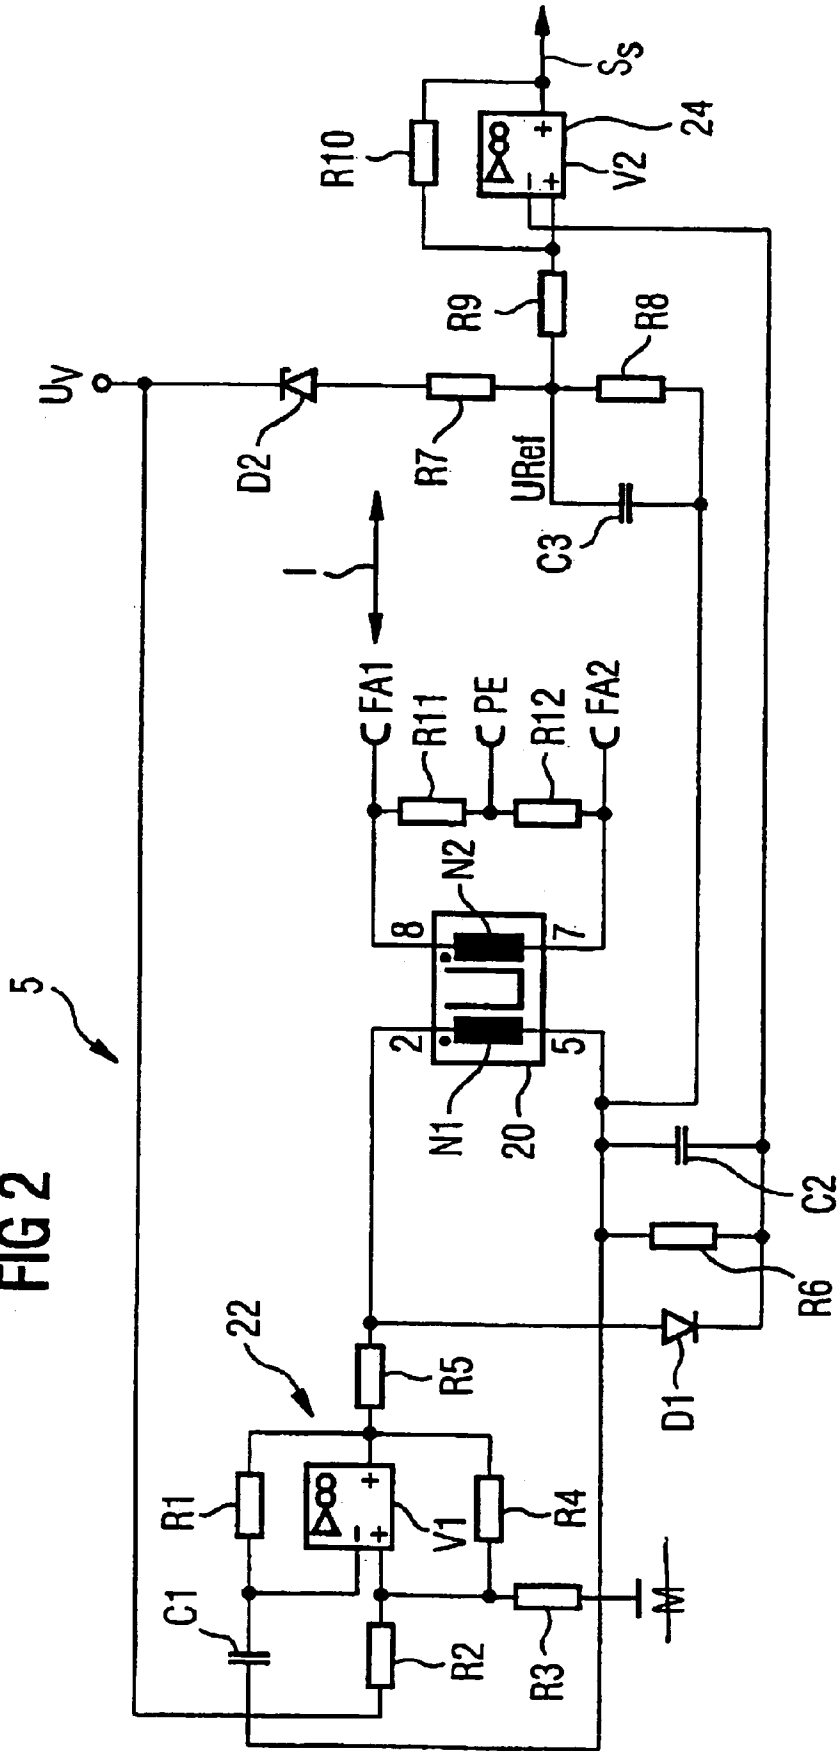 FIG 2
5
22
C1
R1
R2
V1
R3
R4
R5
M
D1
R6
C2
N1
20
2
5
8
7
N2
FA1
R11
PE
R12
FA2
I
UV
D2
R7
URef
C3
R8
R9
R10
V2
24
SS
- + +
- + +